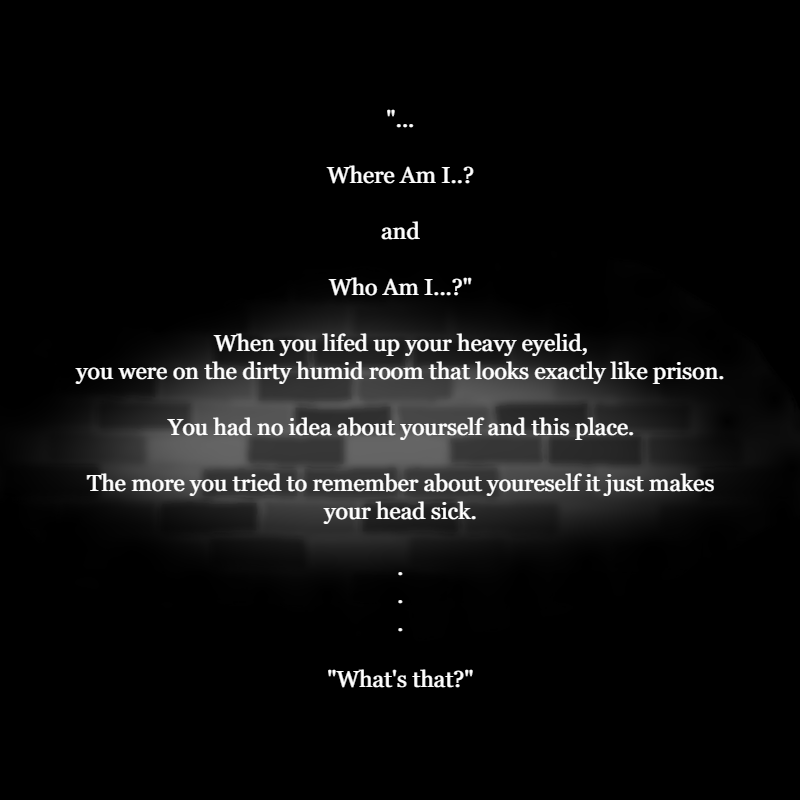 "...
Where Am I..?
and
Who Am I...?"
When you lifed up your heavy eyelid,
you were on the dirty humid room that looks exactly like prison.
You had no idea about yourself and this place.
The more you tried to remember about youreself it just makes
your head sick.
.
.
.
"What's that?"